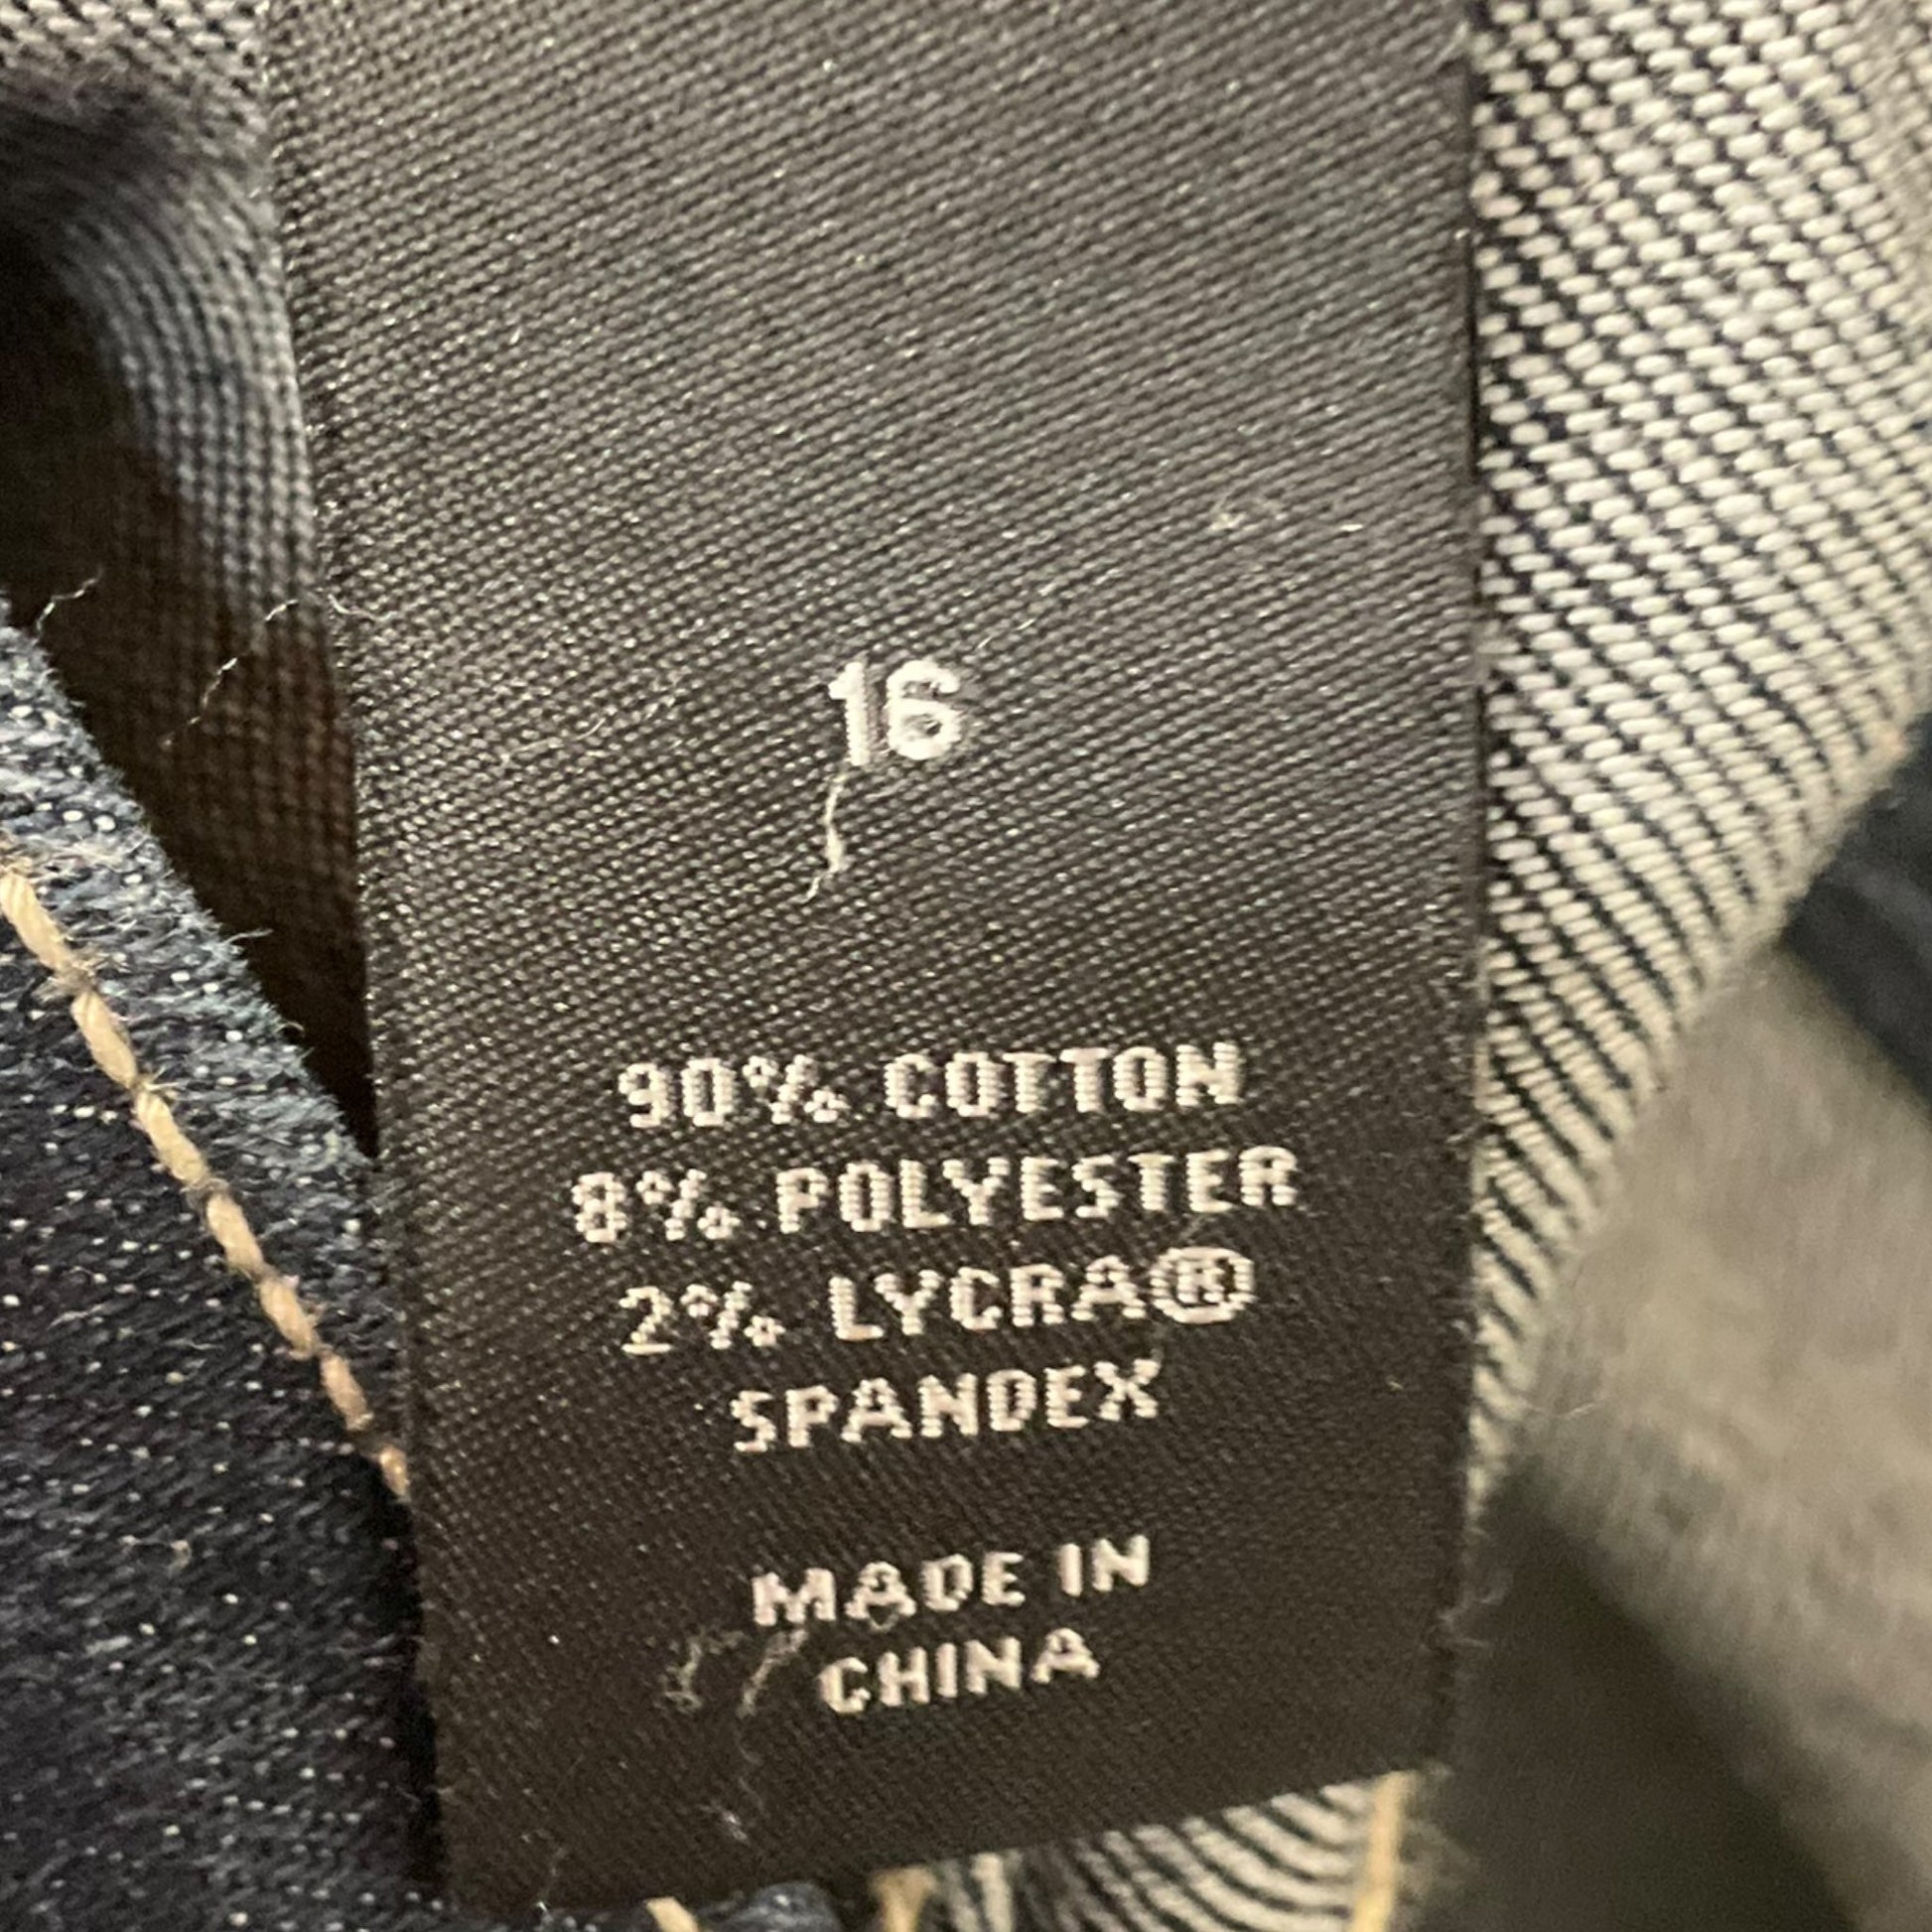 16
90% COTTON
8% POLYESTER
2% LYCRA®
SPANDEX
MADE IN
CHINA